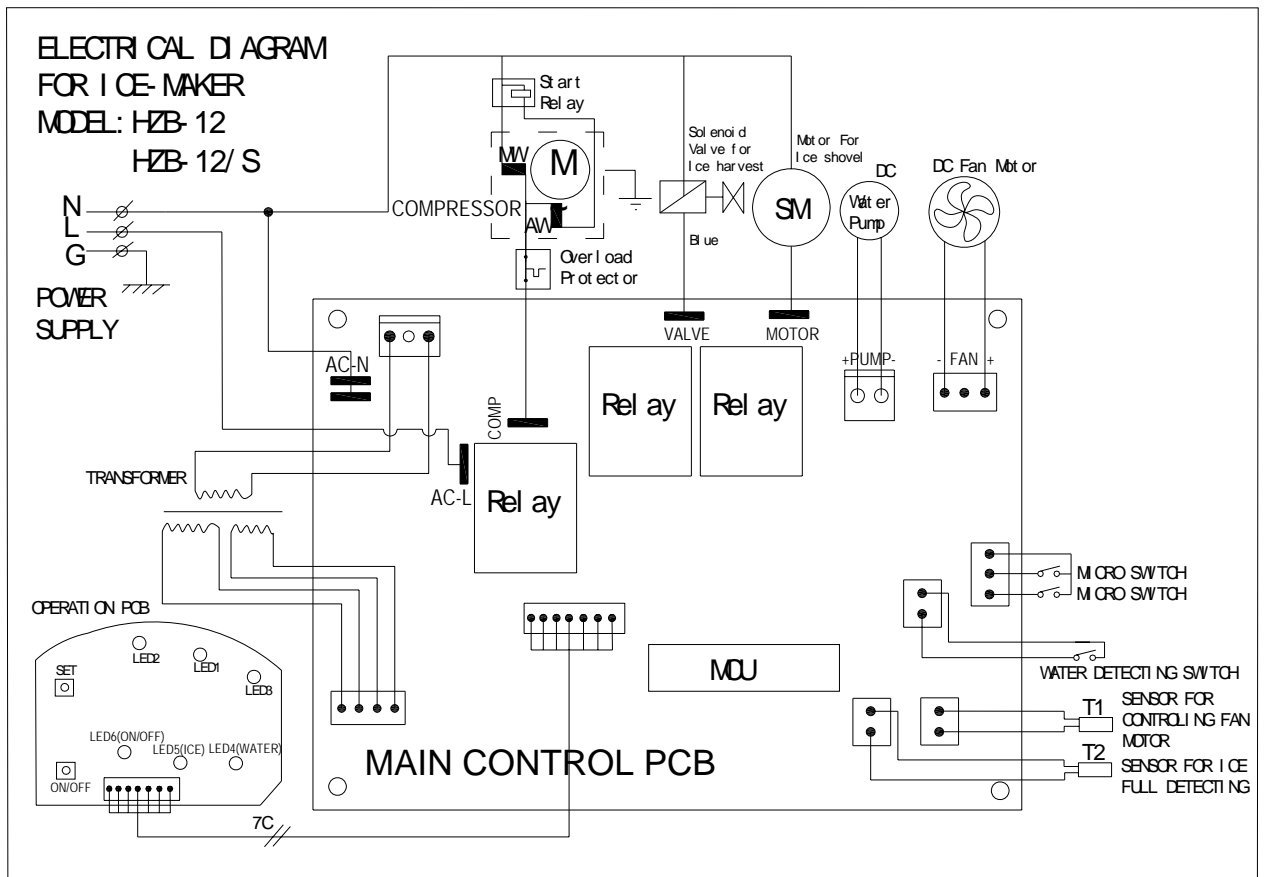 ELECTRICAL DIAGRAM
FOR ICE-MAKER
MODEL: HZB-12
HZB-12/S
N
L
G
POWER
SUPPLY
Start
Relay
MW
M
COMPRESSOR
AW
Overload
Protector
Solenoid
Valve for
Ice harvest
Blue
Motor For
Ice shovel
SM
DC
Water
Pump
DC Fan Motor
VALVE
MOTOR
+PUMP-
- FAN +
AC-N
COMP
Relay
Relay
AC-L
Relay
TRANSFORMER
MICRO SWITCH
MICRO SWITCH
WATER DETECTING SWITCH
T1
SENSOR FOR
CONTROLING FAN
MOTOR
T2
SENSOR FOR ICE
FULL DETECTING
MCU
MAIN CONTROL PCB
OPERATION PCB
SET
LED2
LED1
LED3
LED6(ON/OFF)
LED5(ICE)
LED4(WATER)
ON/OFF
7C